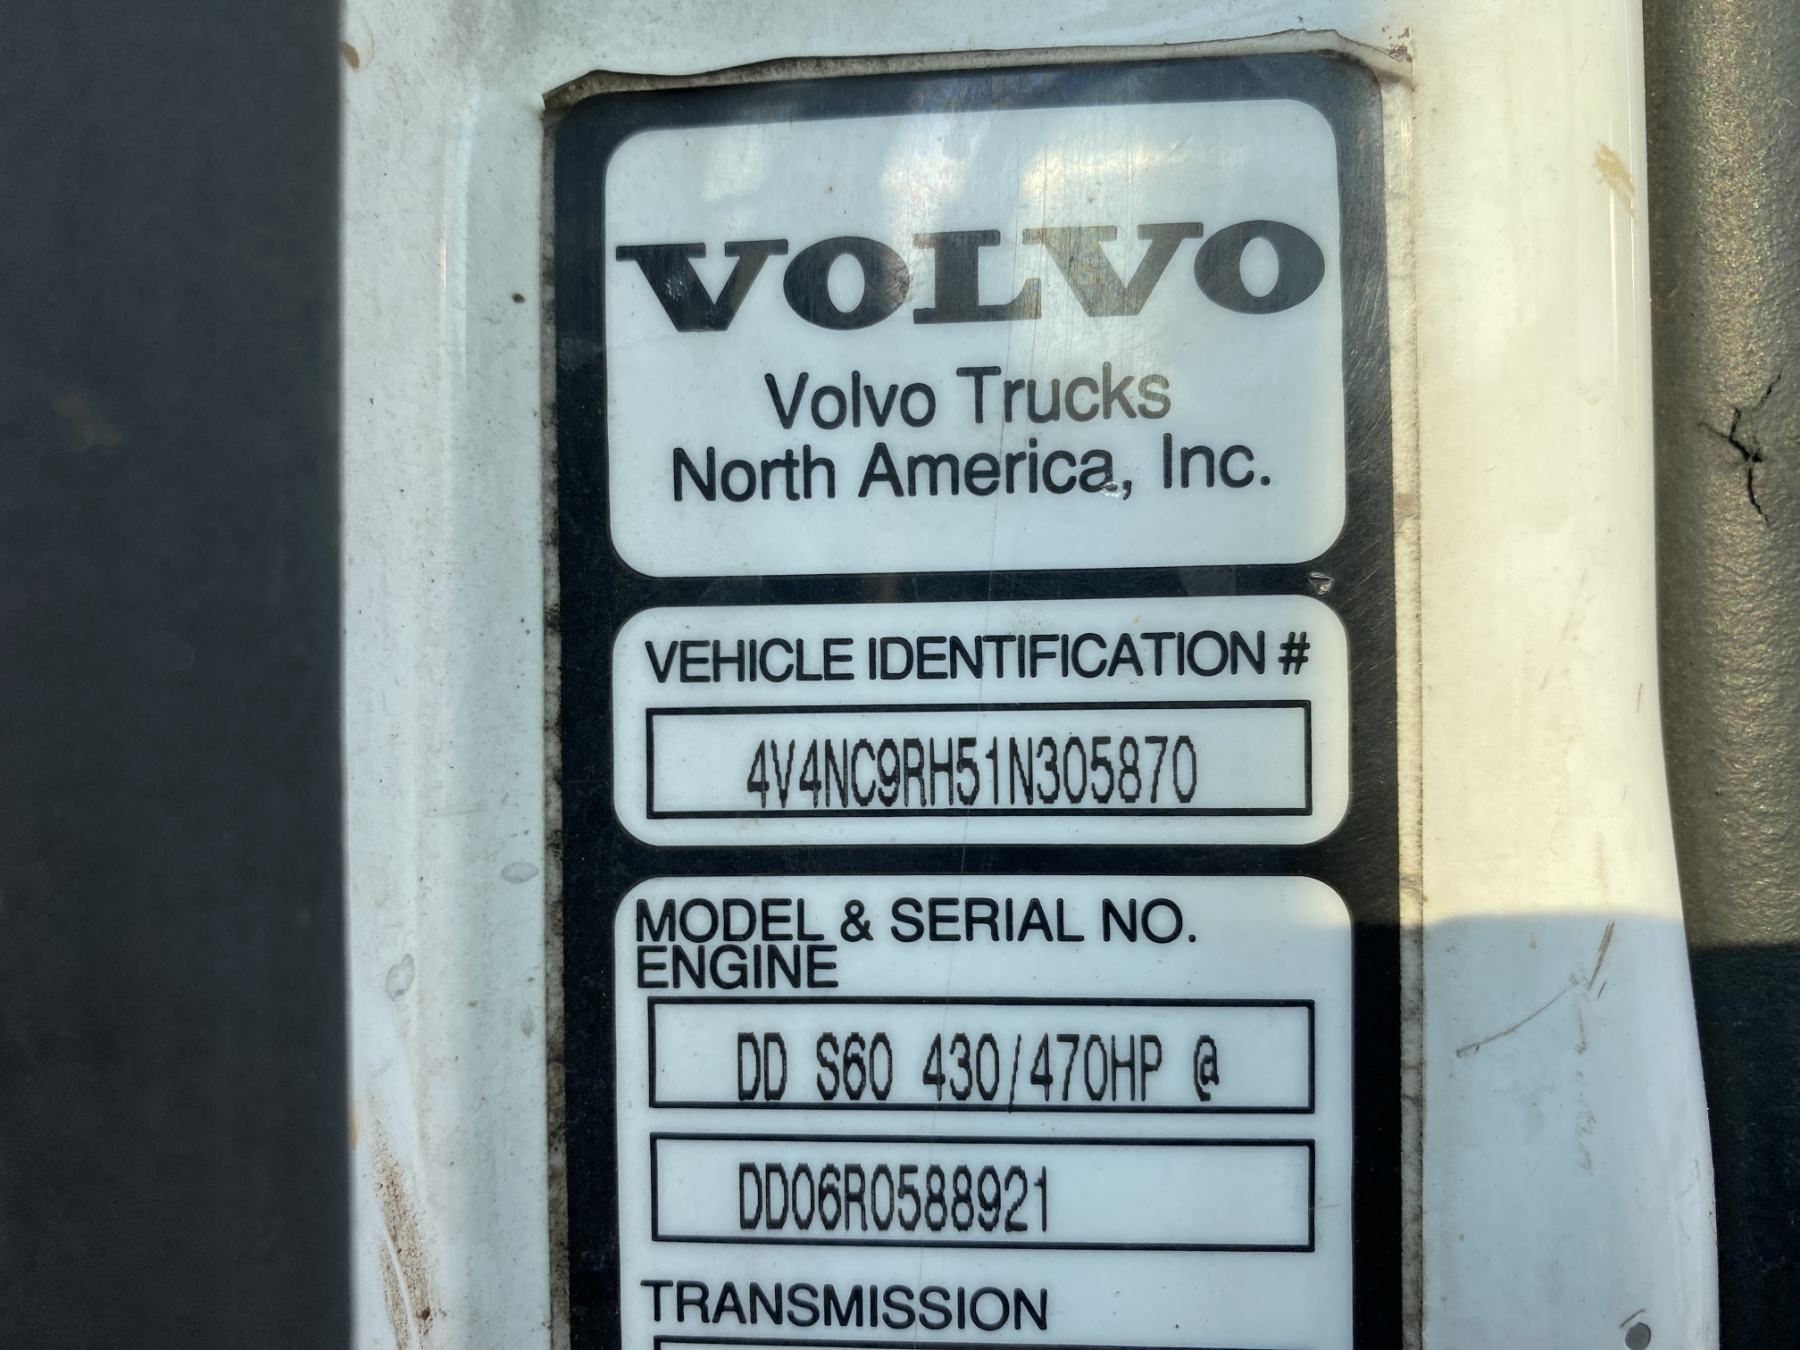 VOLVO
Volvo Trucks
North America, Inc.
VEHICLE IDENTIFICATION #
4V4NC9RH51N305870
MODEL & SERIAL NO.
ENGINE
DD S60 430/470HP @
DD06R0588921
TRANSMISSION